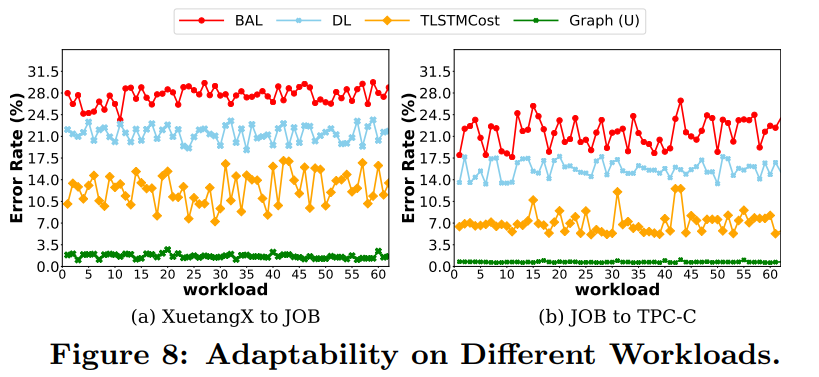 BAL DL TLSTMCost Graph (U)
Error Rate (%)
31.5
28.0
24.5
21.0
17.5
14.0
10.5
7.0
3.5
0.0
0 5 10 15 20 25 30 35 40 45 50 55 60
workload
(a) XuetangX to JOB
Error Rate (%)
31.5
28.0
24.5
21.0
17.5
14.0
10.5
7.0
3.5
0.0
0 5 10 15 20 25 30 35 40 45 50 55 60
workload
(b) JOB to TPC-C
Figure 8: Adaptability on Different Workloads.